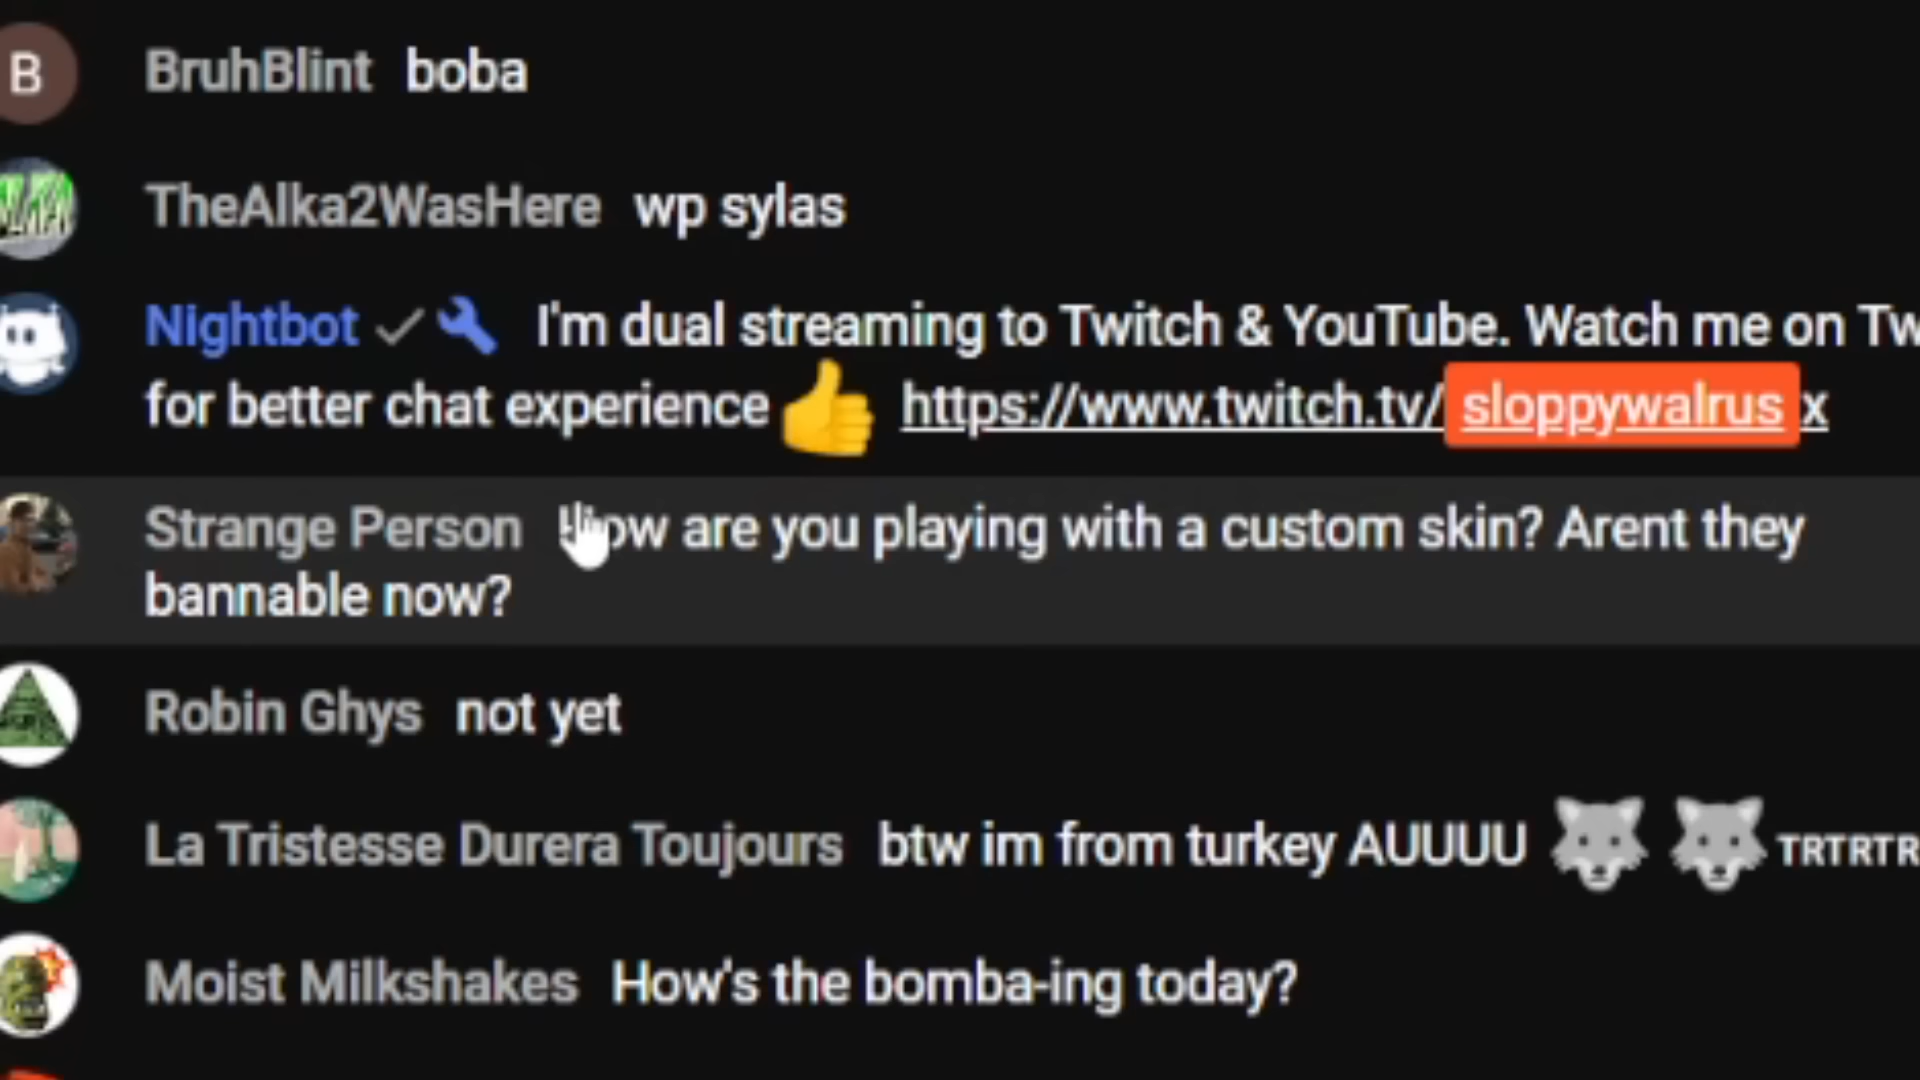 B BruhBlint boba
TheAlka2WasHere wp sylas
Nightbot I'm dual streaming to Twitch & YouTube. Watch me on Tw
for better chat experience👍 https://www.twitch.tv/sloppywalrusx
Strange Person How are you playing with a custom skin? Arent they
bannable now?
Robin Ghys not yet
La Tristesse Durera Toujours btw im from turkey AUUUU 🐺 🐺 TRTRTR
Moist Milkshakes How's the bomba-ing today?